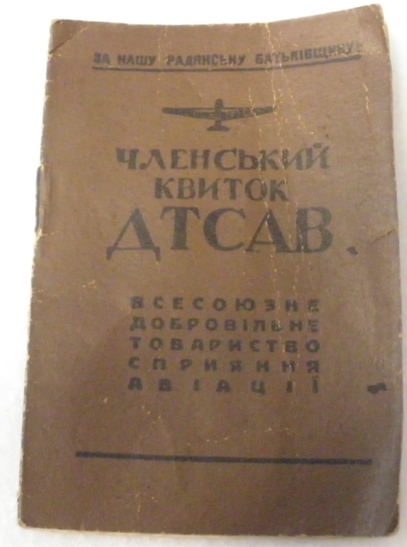 ЗА НАШУ РАДЯНСЬКУ БАТЬКІВЩИНУ!
ЧЛЕНСЬКИЙ
КВИТОК
ДТСАВ
ВСЕСОЮЗНЕ
ДОБРОВІЛЬНЕ
ТОВАРИСТВО
СПРИЯННЯ
АВІАЦІЇ